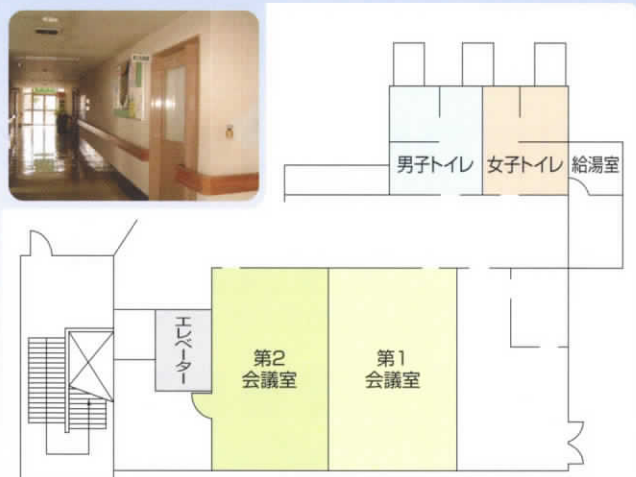 男子トイレ
女子トイレ
給湯室
エレベーター
第2
会議室
第1
会議室